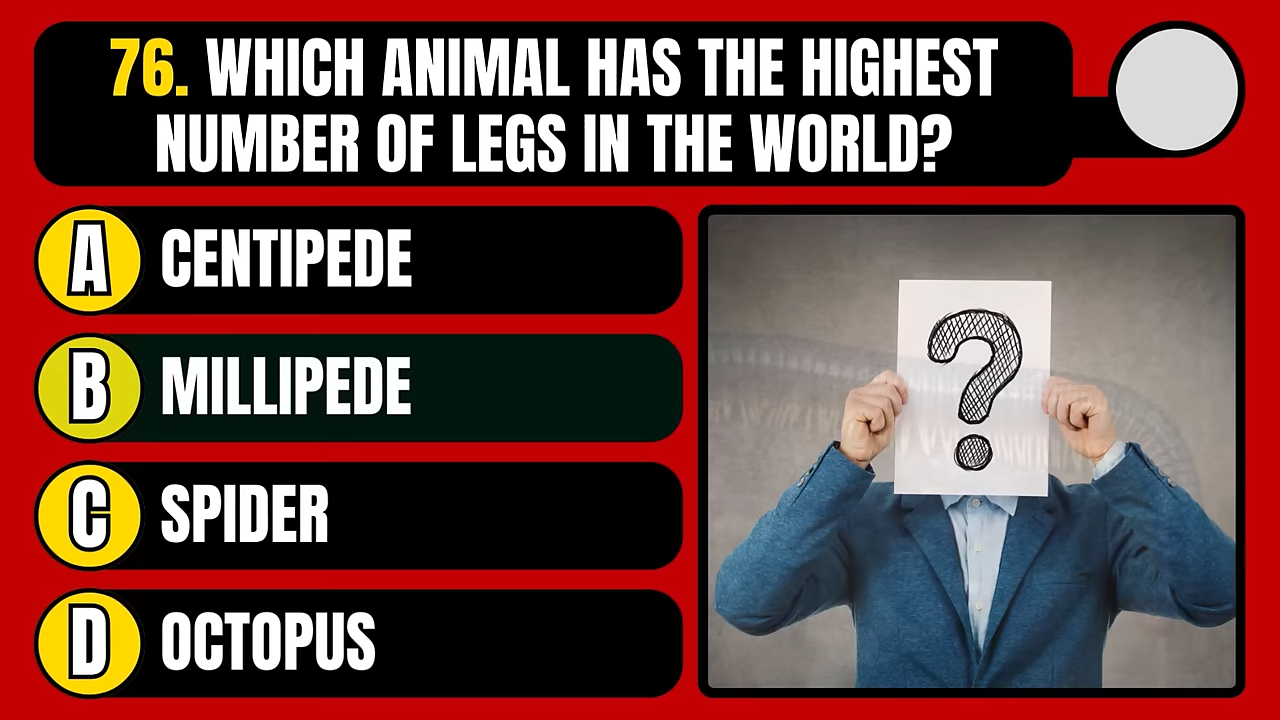 76. WHICH ANIMAL HAS THE HIGHEST
NUMBER OF LEGS IN THE WORLD?
A CENTIPEDE
B MILLIPEDE
C SPIDER
D OCTOPUS
?